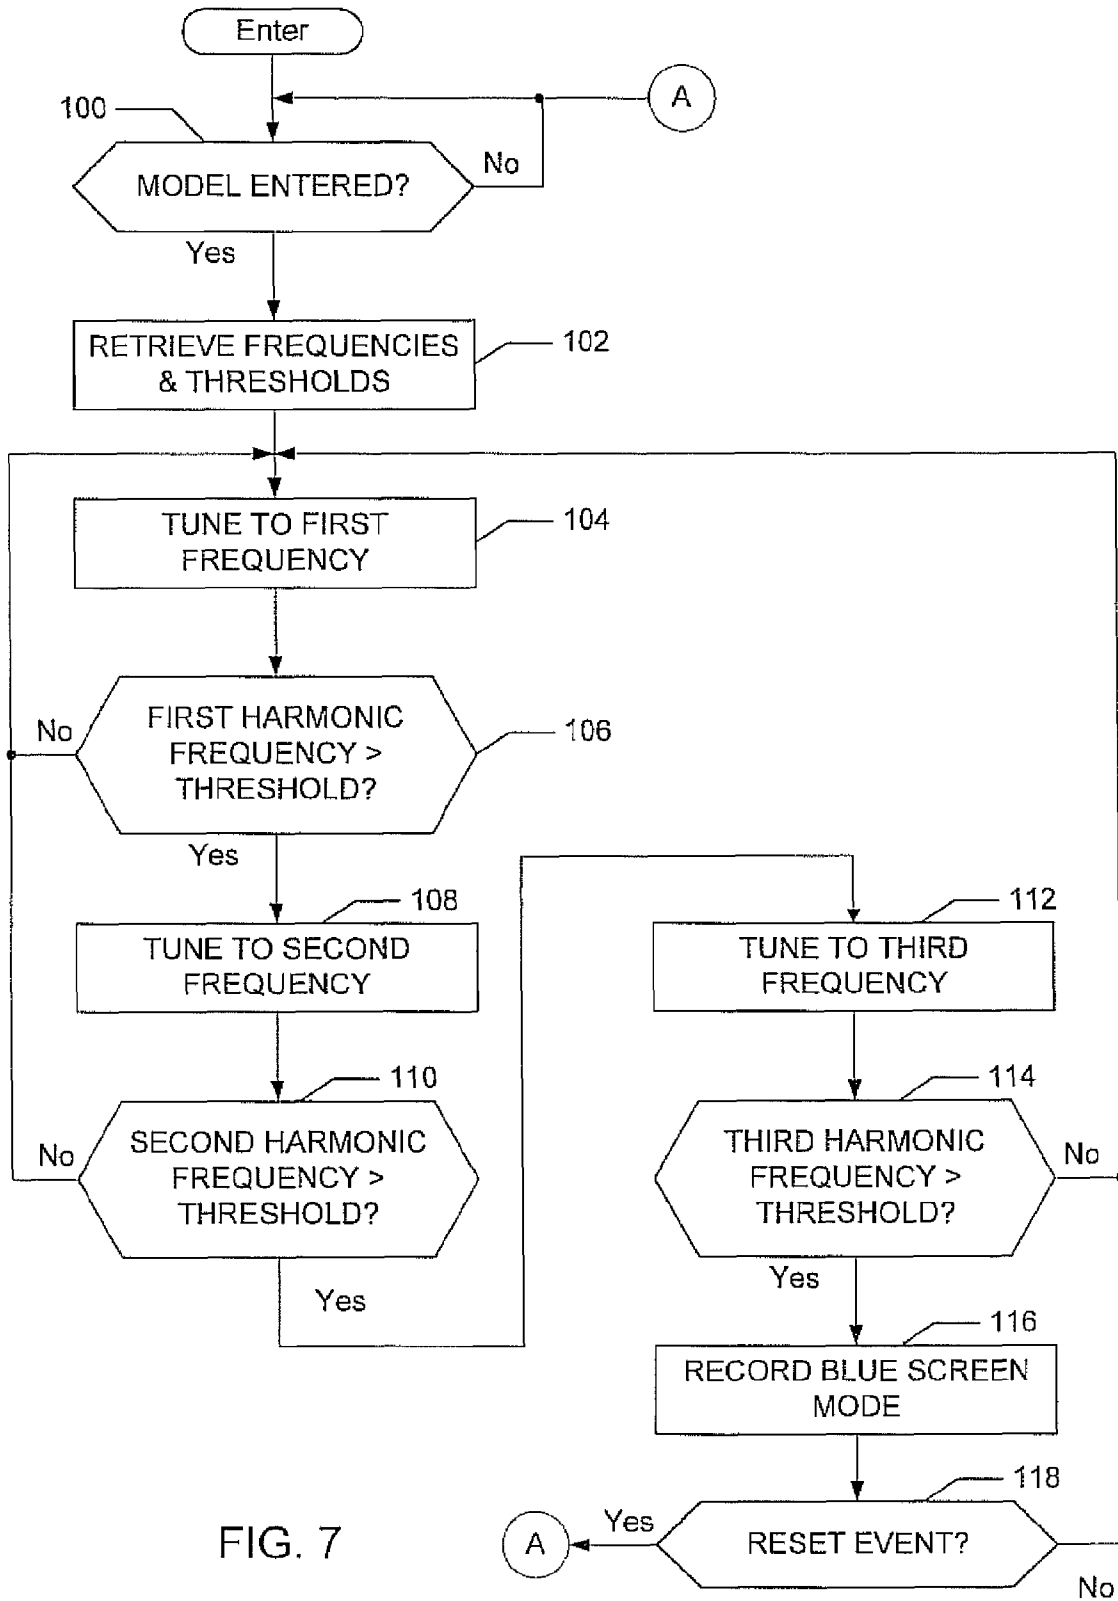 Enter
A
100
MODEL ENTERED?
No
Yes
RETRIEVE FREQUENCIES
& THRESHOLDS
102
TUNE TO FIRST
FREQUENCY
104
No
FIRST HARMONIC
FREQUENCY >
THRESHOLD?
106
Yes
108
TUNE TO SECOND
FREQUENCY
110
No
SECOND HARMONIC
FREQUENCY >
THRESHOLD?
Yes
112
TUNE TO THIRD
FREQUENCY
114
THIRD HARMONIC
FREQUENCY >
THRESHOLD?
No
Yes
116
RECORD BLUE SCREEN
MODE
118
RESET EVENT?
Yes
A
No
FIG. 7